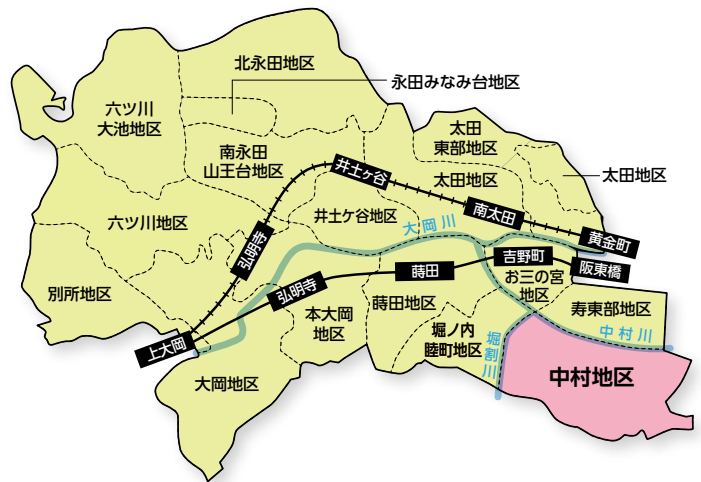 北永田地区
永田みなみ台地区
六ツ川
大池地区
太田
東部地区
南永田
山王台地区
井土ヶ谷
太田地区
太田地区
六ツ川地区
井土ケ谷地区
南太田
大岡川
黄金町
弘明寺
吉野町
阪東橋
蒔田
お三の宮
地区
別所地区
弘明寺
本大岡
地区
蒔田地区
寿東部地区
堀ノ内
睦町地区
堀割川
中村川
上大岡
大岡地区
中村地区